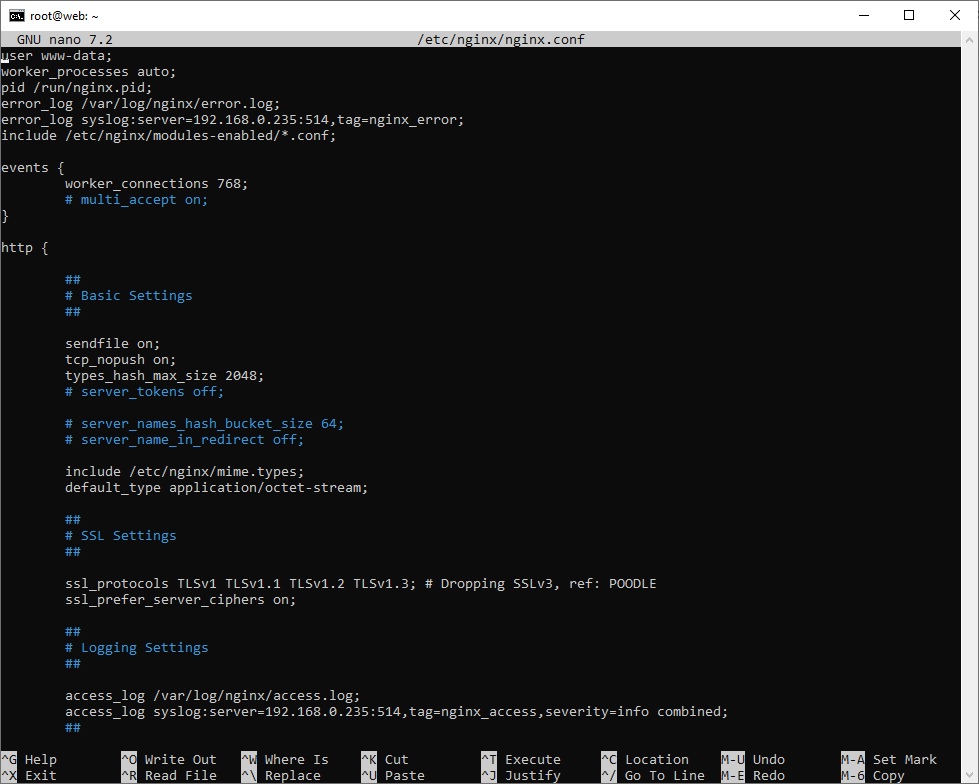 root@web: ~
GNU nano 7.2 /etc/nginx/nginx.conf
user www-data;
worker_processes auto;
pid /run/nginx.pid;
error_log /var/log/nginx/error.log;
error_log syslog:server=192.168.0.235:514,tag=nginx_error;
include /etc/nginx/modules-enabled/*.conf;

events {
        worker_connections 768;
        # multi_accept on;
}

http {

        ##
        # Basic Settings
        ##

        sendfile on;
        tcp_nopush on;
        types_hash_max_size 2048;
        # server_tokens off;

        # server_names_hash_bucket_size 64;
        # server_name_in_redirect off;

        include /etc/nginx/mime.types;
        default_type application/octet-stream;

        ##
        # SSL Settings
        ##

        ssl_protocols TLSv1 TLSv1.1 TLSv1.2 TLSv1.3; # Dropping SSLv3, ref: POODLE
        ssl_prefer_server_ciphers on;

        ##
        # Logging Settings
        ##

        access_log /var/log/nginx/access.log;
        access_log syslog:server=192.168.0.235:514,tag=nginx_access,severity=info combined;
        ##

^G Help ^O Write Out ^W Where Is ^K Cut ^T Execute ^C Location M-U Undo M-A Set Mark
^X Exit ^R Read File ^\ Replace ^U Paste ^J Justify ^/ Go To Line M-E Redo M-6 Copy